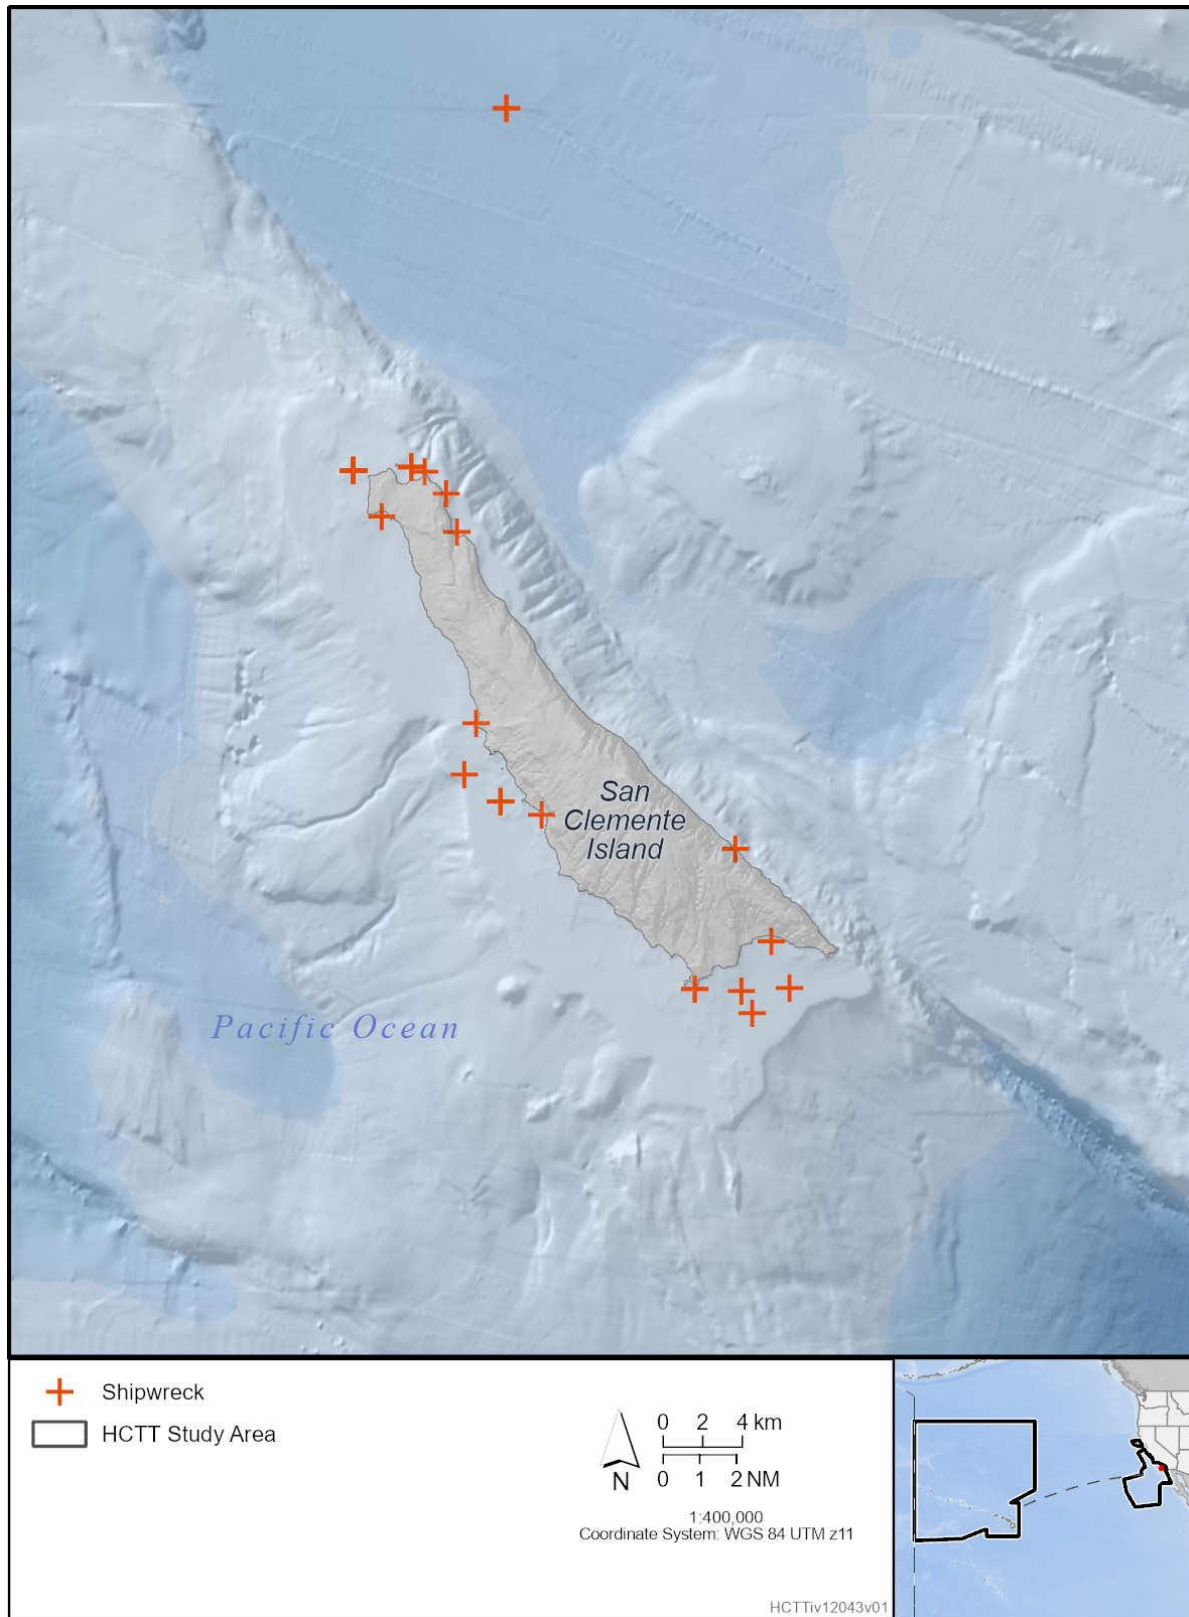 San
Clemente
Island
Pacific Ocean
Shipwreck
HCTT Study Area
N
0 2 4 km
0 1 2 NM
1:400,000
Coordinate System: WGS 84 UTM z11
HCTTiv12043v01